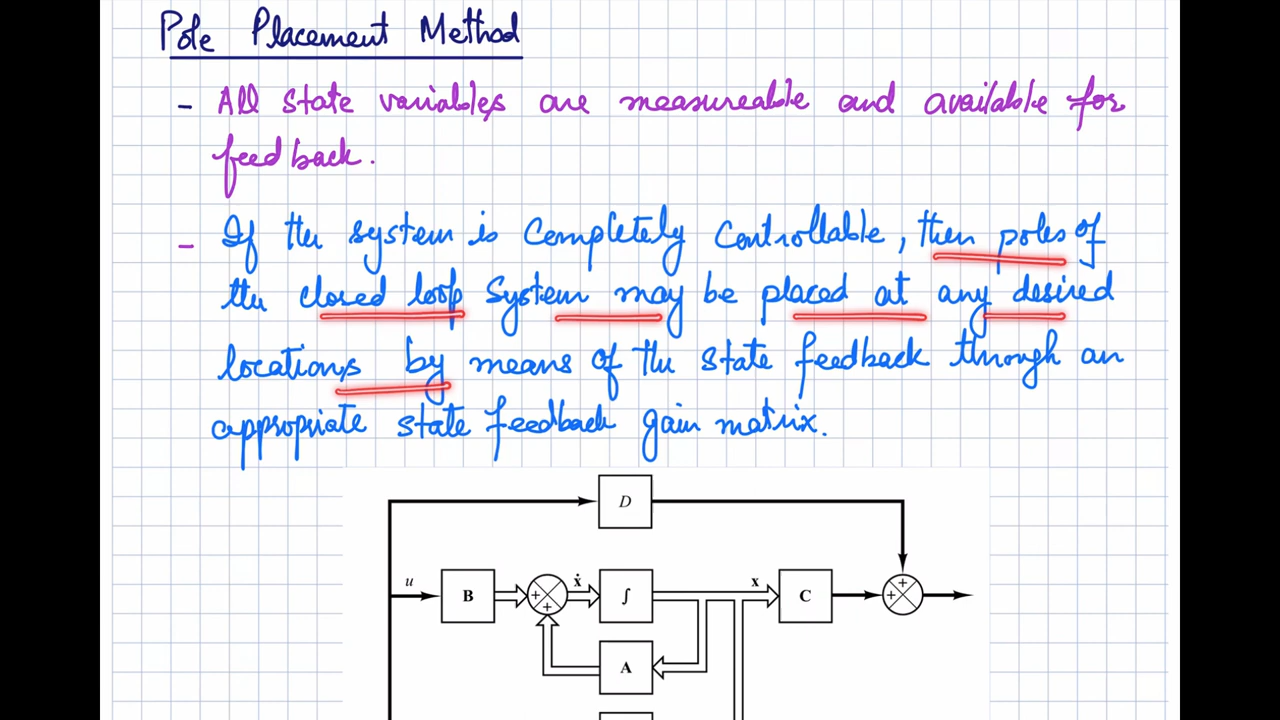 Pole Placement Method
- All state variables are measureable and available for
feedback.
- If the system is Completely Controllable, then poles of
the closed loop System may be placed at any desired
locations by means of the state feedback through an
appropriate state feedback gain matrix.
D
u
B
+
+
ẋ
∫
x
C
+
+
A